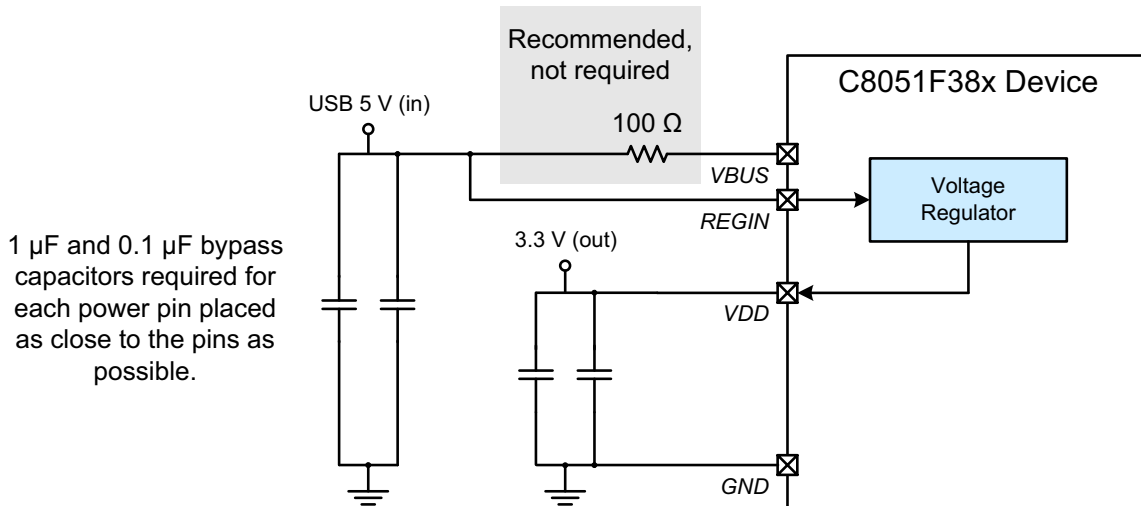 Recommended,
not required
C8051F38x Device
USB 5 V (in)
100 Ω
VBUS
REGIN
Voltage
Regulator
1 µF and 0.1 µF bypass
capacitors required for
each power pin placed
as close to the pins as
possible.
3.3 V (out)
VDD
GND